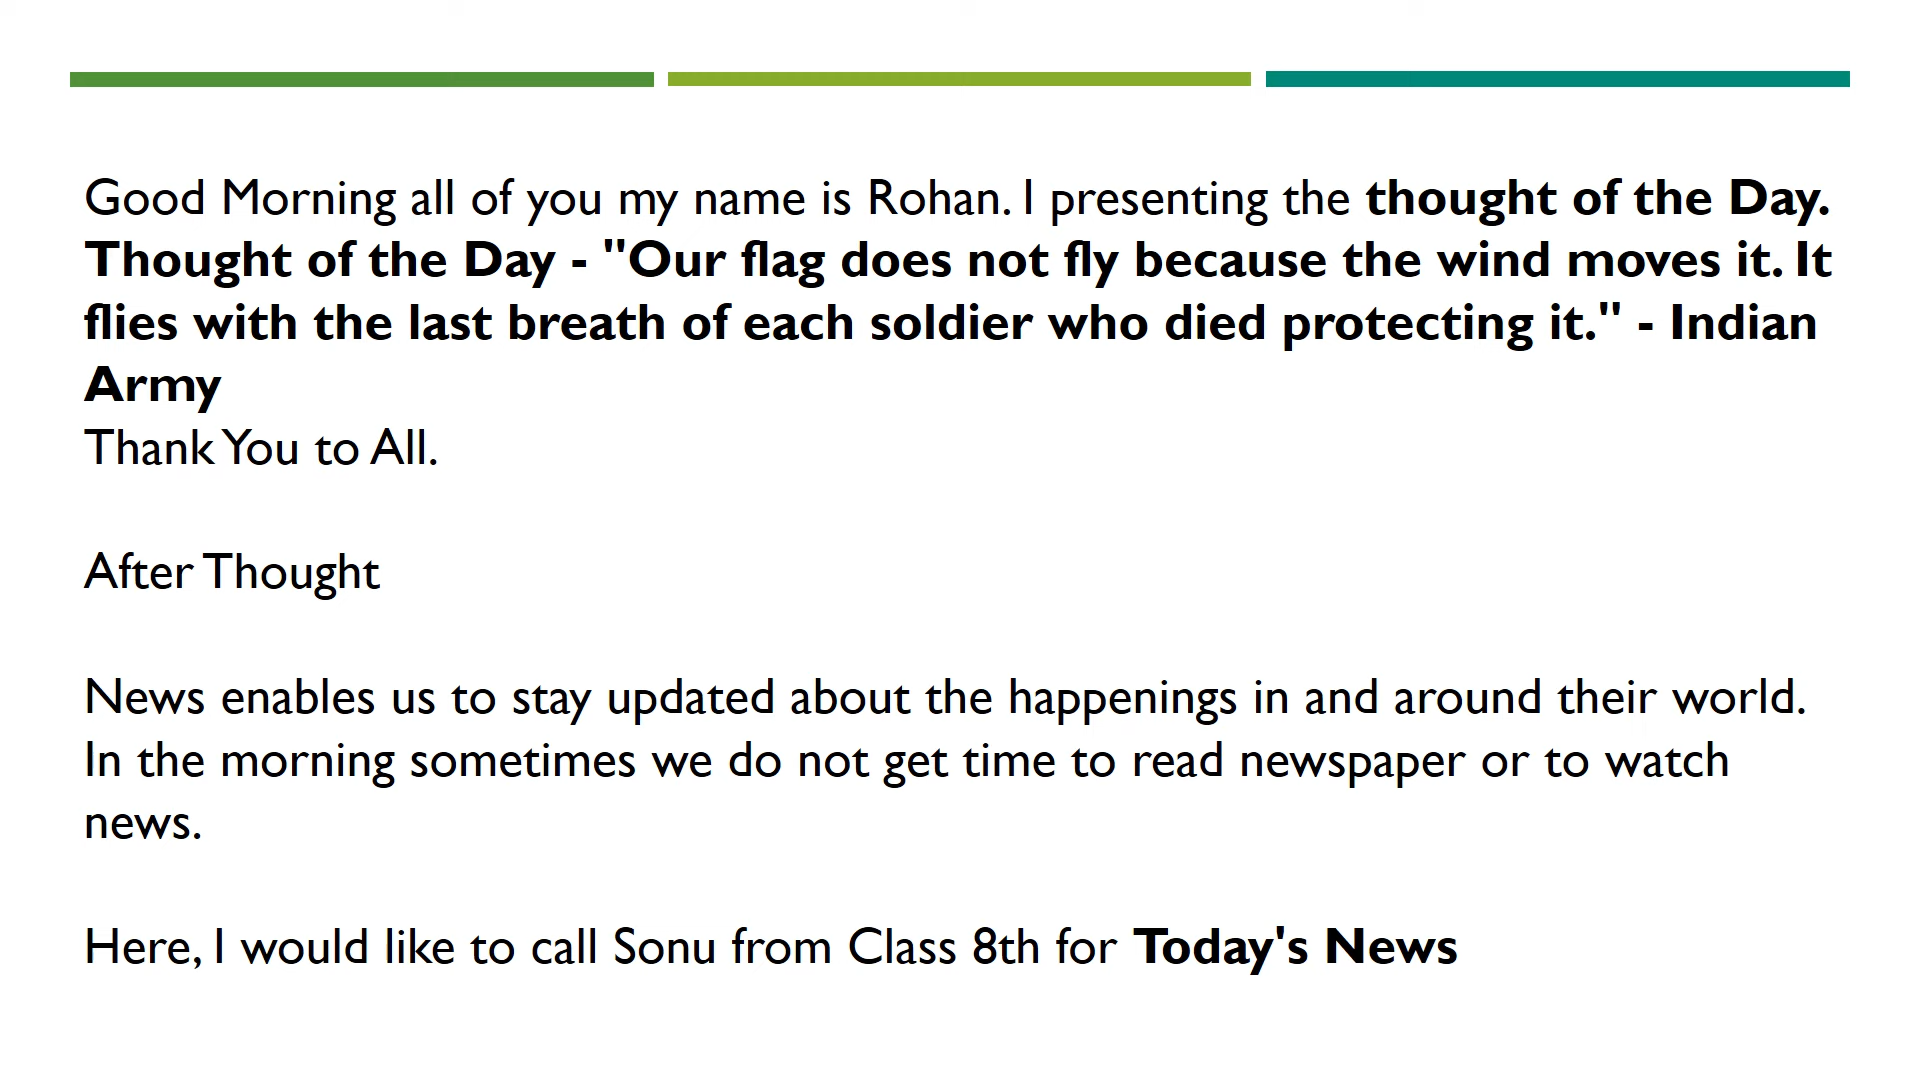 Good Morning all of you my name is Rohan. I presenting the thought of the Day.
Thought of the Day - "Our flag does not fly because the wind moves it. It
flies with the last breath of each soldier who died protecting it." - Indian
Army
Thank You to All.
After Thought
News enables us to stay updated about the happenings in and around their world.
In the morning sometimes we do not get time to read newspaper or to watch
news.
Here, I would like to call Sonu from Class 8th for Today's News